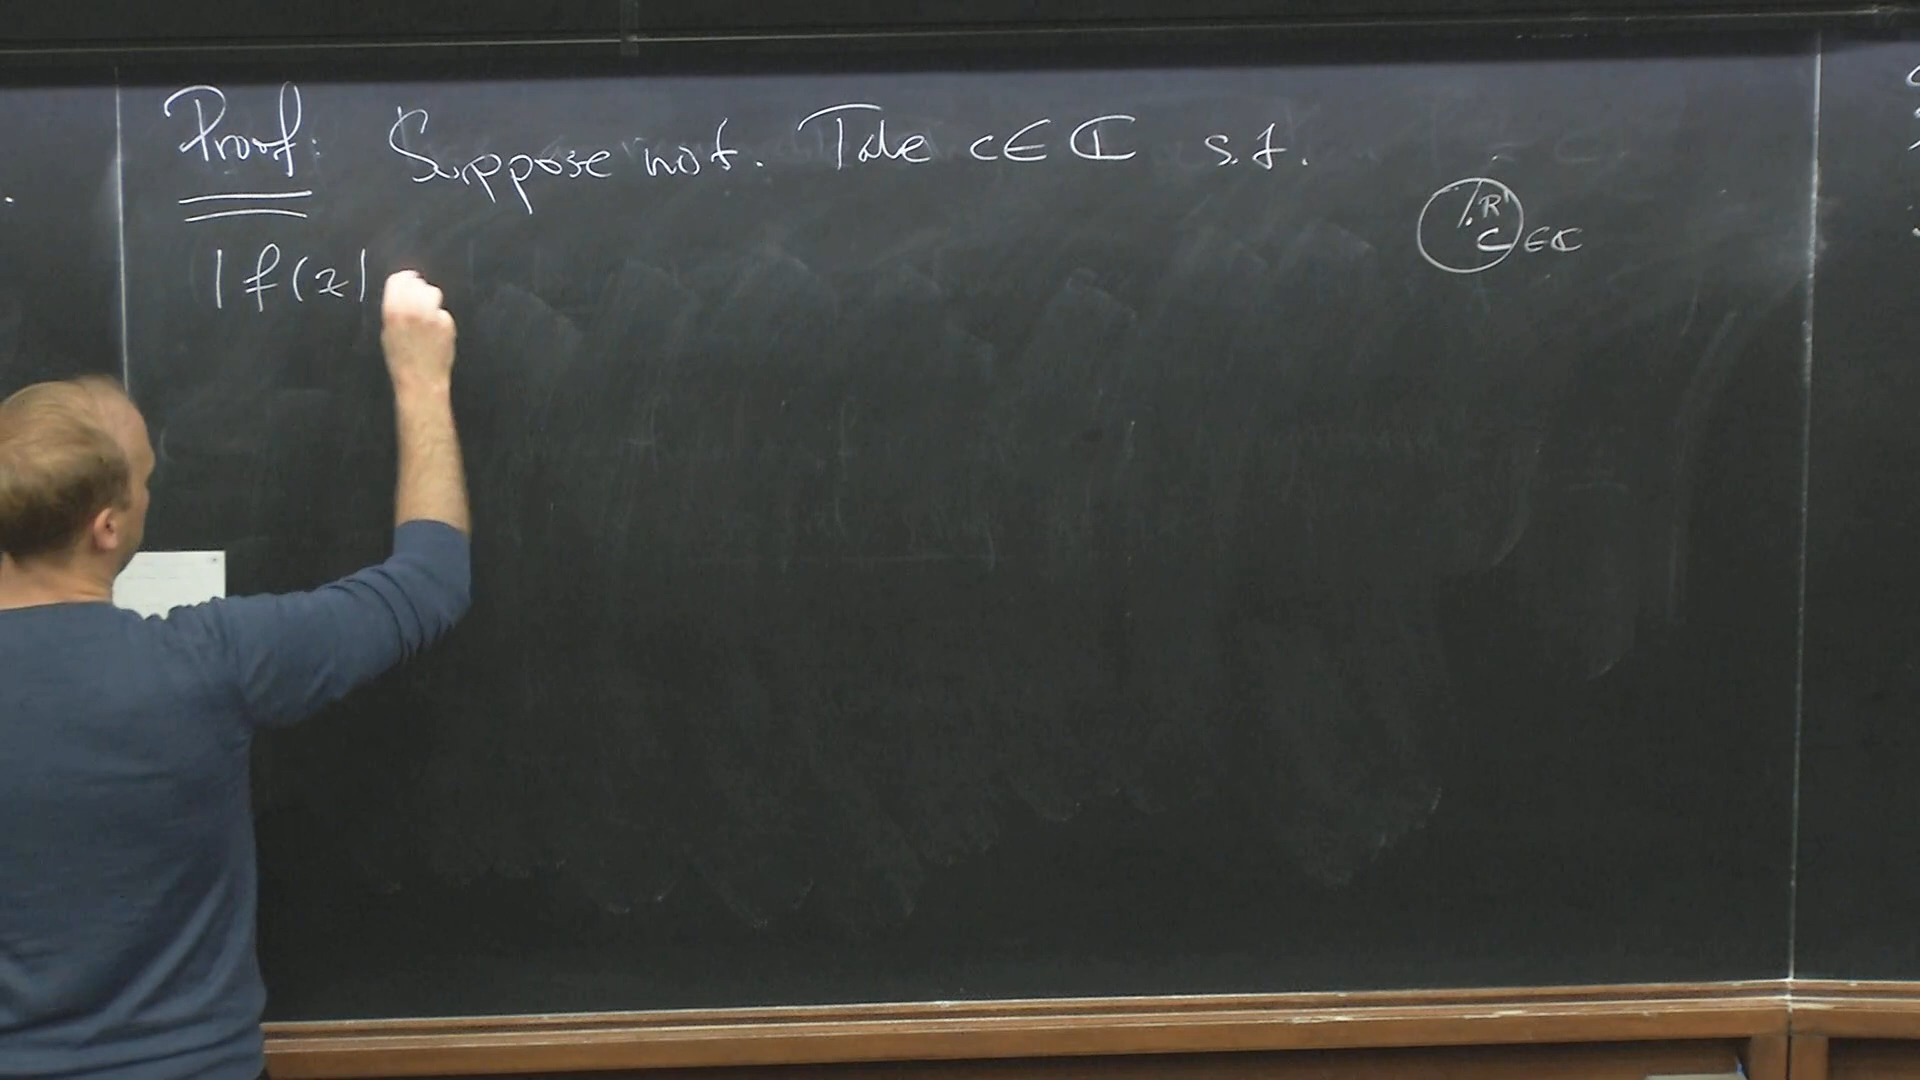 Proof: Suppose not. Take c ∈ ℂ s.t.
R
c ∈ ℂ
|f(z)